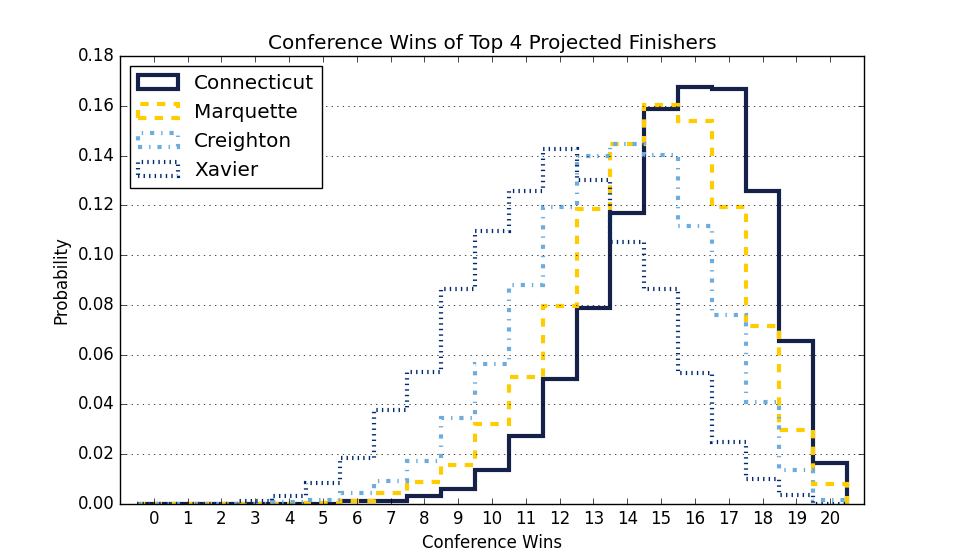 Conference Wins of Top 4 Projected Finishers
0.18
0.16
0.14
0.12
0.10
0.08
0.06
0.04
0.02
0.00
Probability
Connecticut
Marquette
Creighton
Xavier
0 1 2 3 4 5 6 7 8 9 10 11 12 13 14 15 16 17 18 19 20
Conference Wins